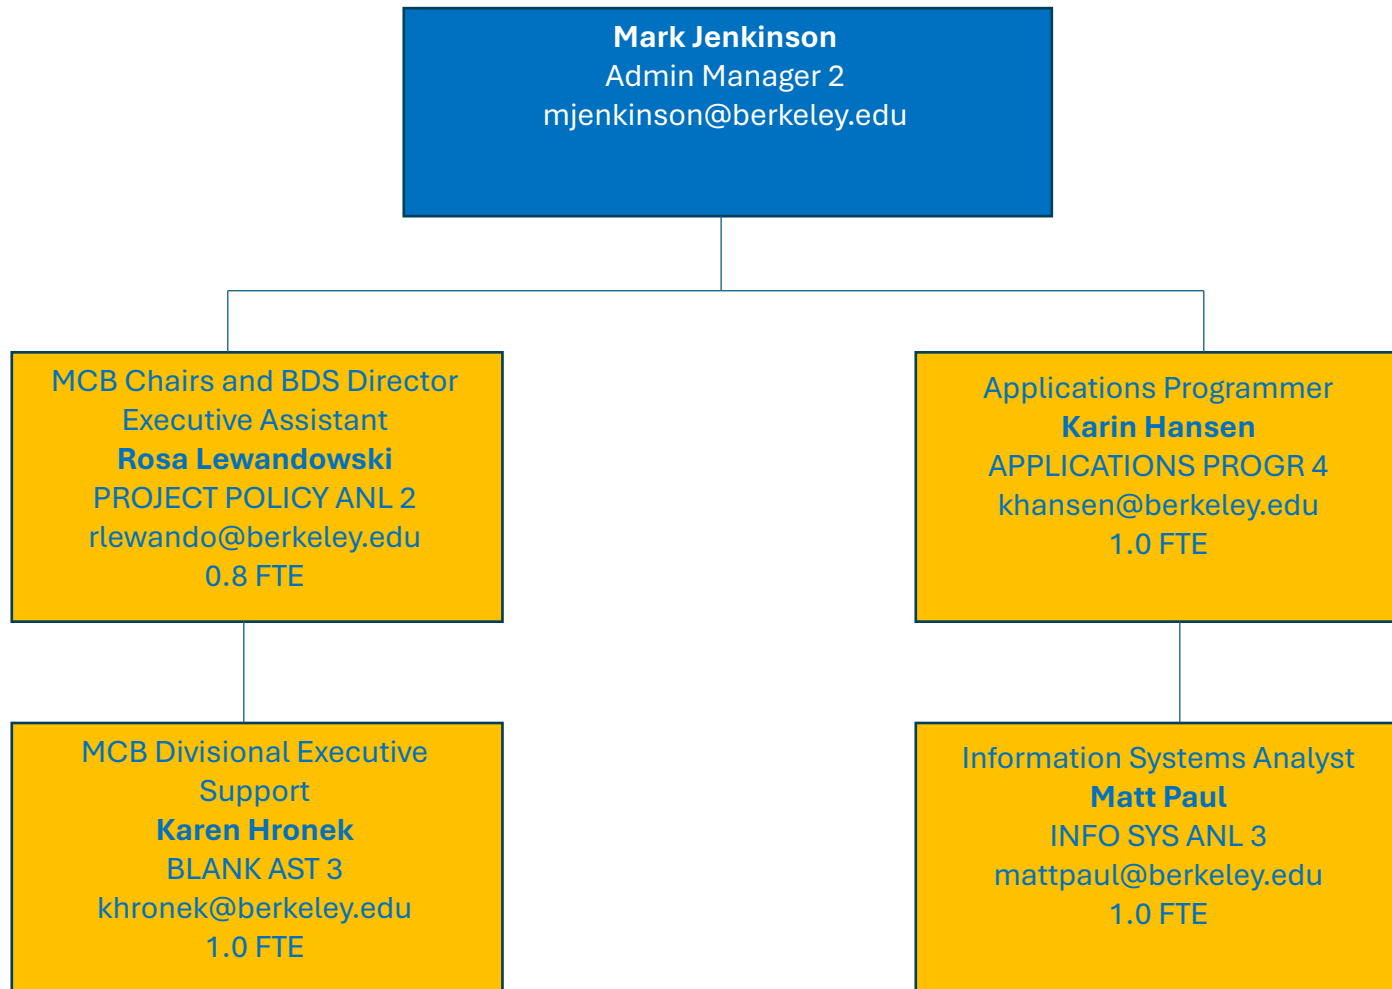 Mark Jenkinson
Admin Manager 2
mjenkinson@berkeley.edu
MCB Chairs and BDS Director
Executive Assistant
Rosa Lewandowski
PROJECT POLICY ANL 2
rlewando@berkeley.edu
0.8 FTE
Applications Programmer
Karin Hansen
APPLICATIONS PROGR 4
khansen@berkeley.edu
1.0 FTE
MCB Divisional Executive
Support
Karen Hronek
BLANK AST 3
khronek@berkeley.edu
1.0 FTE
Information Systems Analyst
Matt Paul
INFO SYS ANL 3
mattpaul@berkeley.edu
1.0 FTE